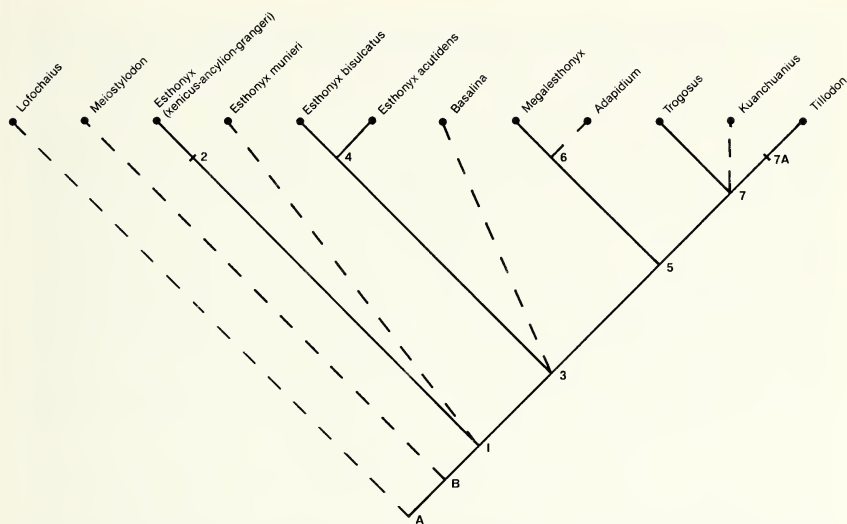 Lofochaius
Meiostylodon
Esthonyx
(xenicus-ancylion-grangeri)
Esthonyx munieri
Esthonyx bisulcatus
Esthonyx acutidens
Basalina
Megalesthonyx
Adapidium
Trogosus
Kuanchuanius
Tillodon
2
4
6
7A
7
5
3
I
B
A